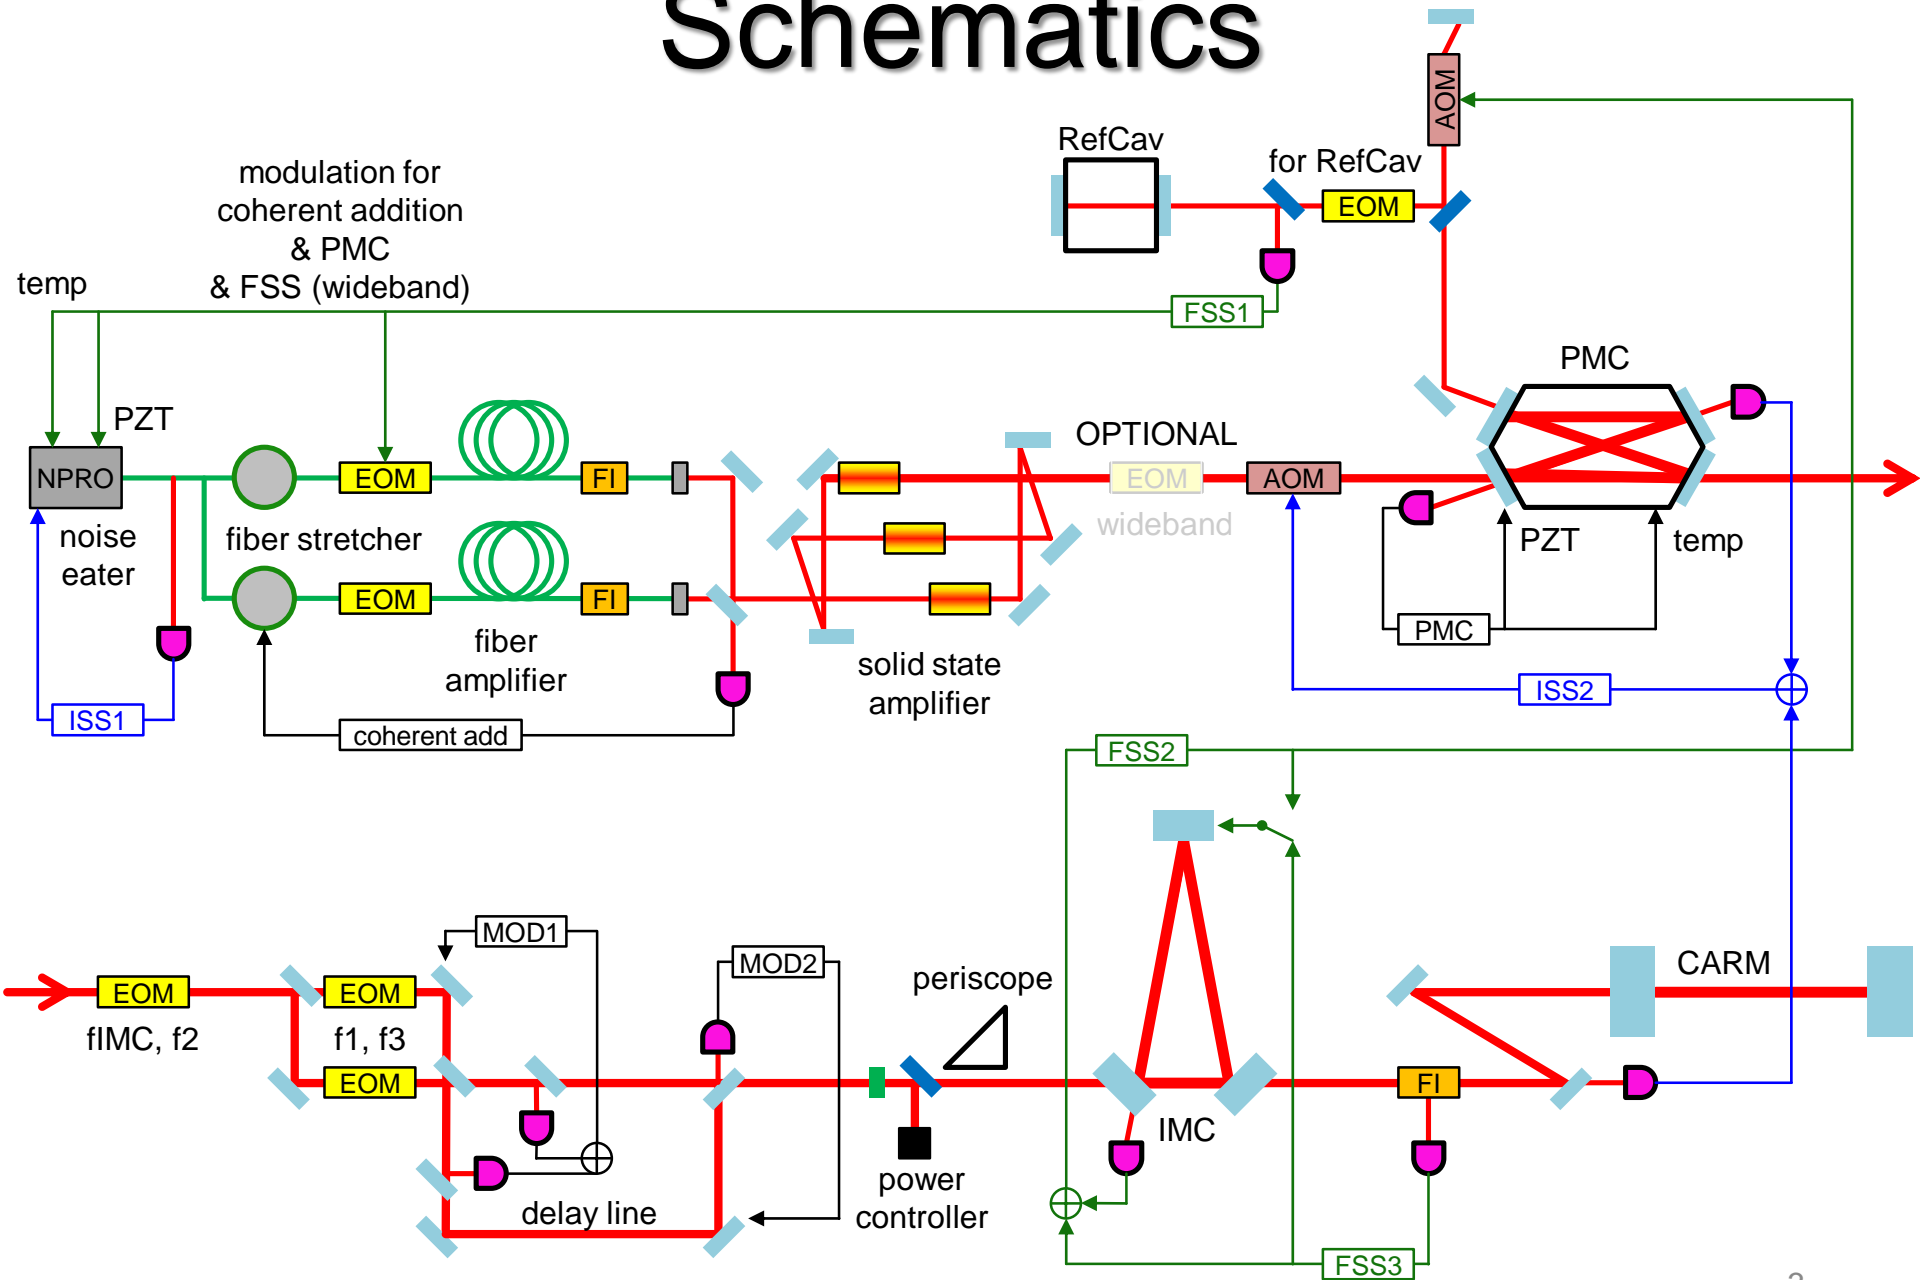 Schematics
AOM
RefCav
for RefCav
EOM
modulation for
coherent addition
& PMC
& FSS (wideband)
temp
FSS1
PMC
PZT
OPTIONAL
NPRO
EOM
FI
EOM
AOM
noise
eater
fiber stretcher
wideband
PZT
temp
EOM
FI
PMC
fiber
amplifier
solid state
amplifier
ISS2
ISS1
coherent add
FSS2
MOD1
MOD2
periscope
CARM
EOM
EOM
fIMC, f2
f1, f3
EOM
FI
IMC
power
controller
delay line
FSS3